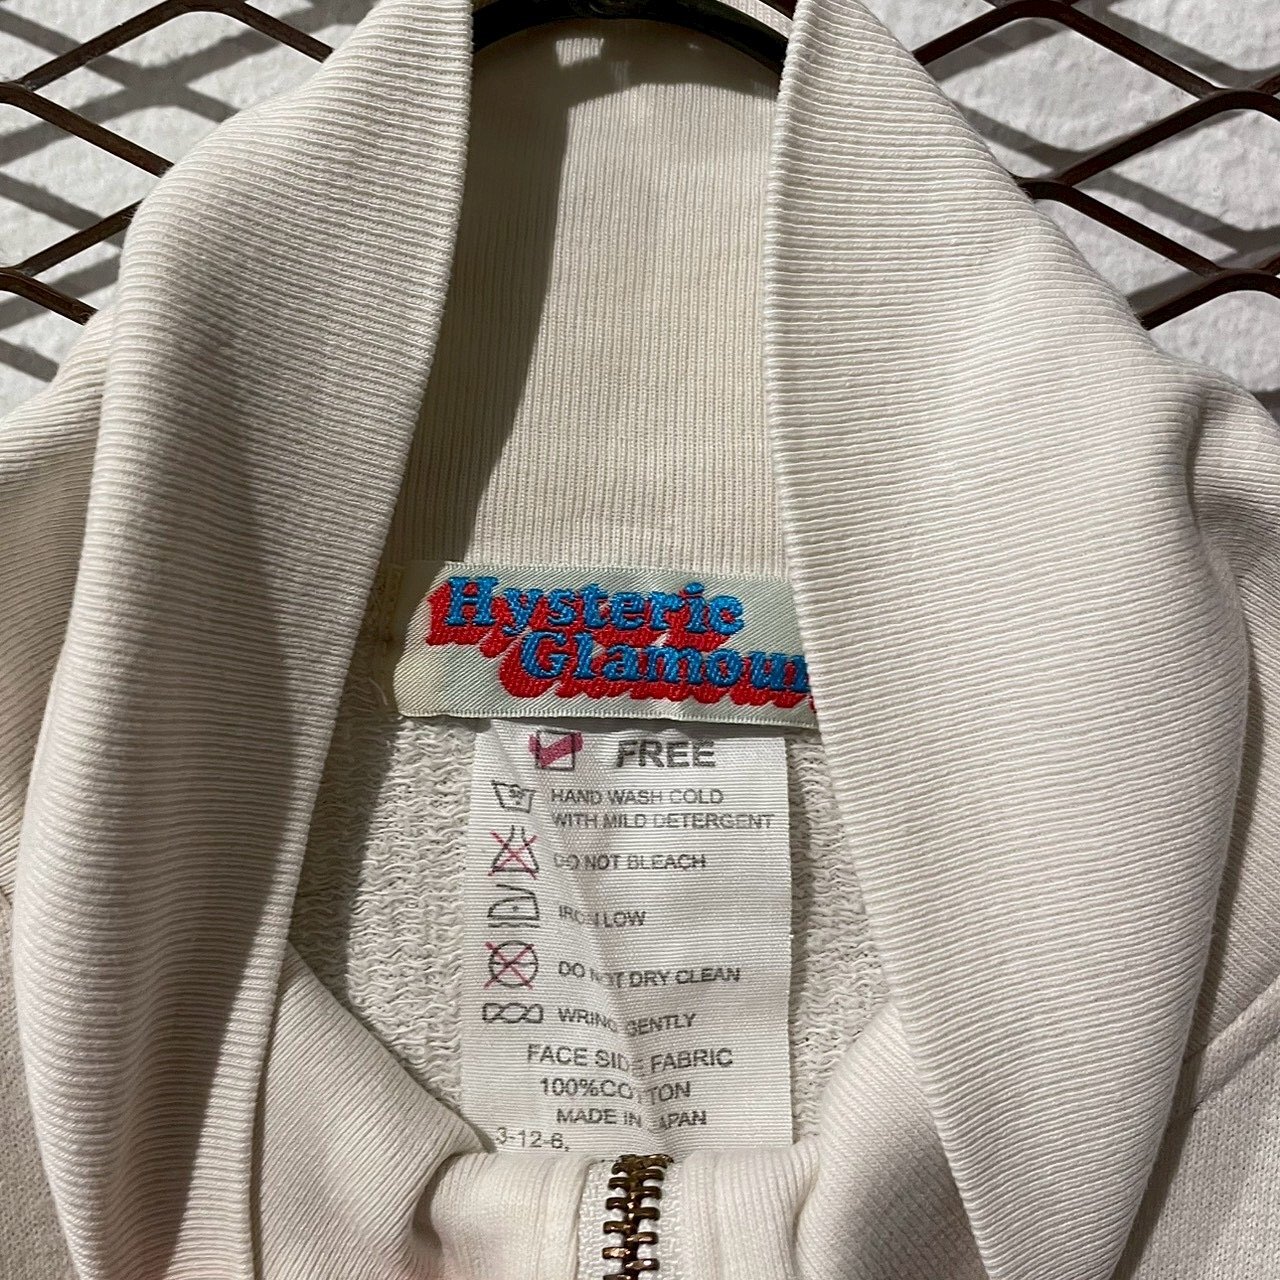 Hysteric
Glamour
FREE
HAND WASH COLD
WITH MILD DETERGENT
DO NOT BLEACH
IRON LOW
DO NOT DRY CLEAN
WRING GENTLY
FACE SIDE FABRIC
100%COTTON
MADE IN JAPAN
3-12-6,